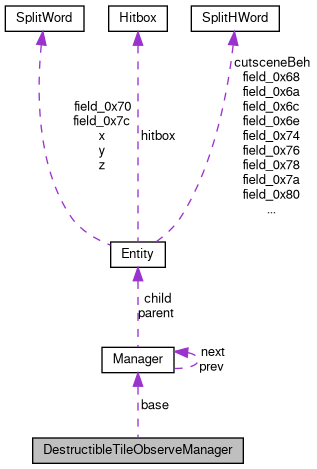 SplitWord
Hitbox
SplitHWord
cutsceneBeh
field_0x68
field_0x6a
field_0x6c
field_0x6e
field_0x74
field_0x76
field_0x78
field_0x7a
field_0x80
...
field_0x70
field_0x7c
x
y
z
hitbox
Entity
child
parent
Manager
next
prev
base
DestructibleTileObserveManager